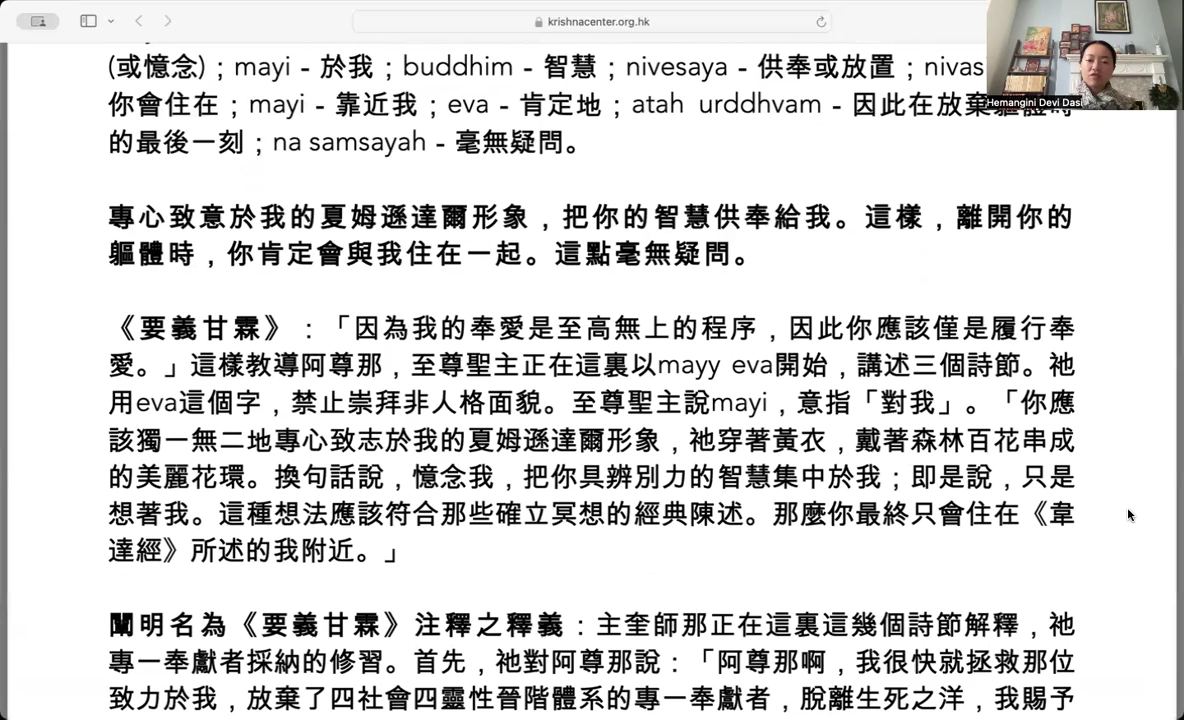 krishnacenter.org.hk
(或憶念)；mayi - 於我；buddhim - 智慧；nivesaya - 供奉或放置；nivas
Hemangini Devi Dasi
你會住在；mayi - 靠近我；eva - 肯定地；atah urddhvam - 因此在放棄軀體時
的最後一刻；na samsayah - 毫無疑問。
專心致意於我的夏姆遜達爾形象，把你的智慧供奉給我。這樣，離開你的
軀體時，你肯定會與我住在一起。這點毫無疑問。
《要義甘霖》：「因為我的奉愛是至高無上的程序，因此你應該僅是履行奉
愛。」這樣教導阿尊那，至尊聖主正在這裏以mayy eva開始，講述三個詩節。祂
用eva這個字，禁止崇拜非人格面貌。至尊聖主說mayi，意指「對我」。「你應
該獨一無二地專心致志於我的夏姆遜達爾形象，祂穿著黃衣，戴著森林百花串成
的美麗花環。換句話說，憶念我，把你具辨別力的智慧集中於我；即是說，只是
想著我。這種想法應該符合那些確立冥想的經典陳述。那麼你最終只會住在《韋
達經》所述的我附近。」
闡明名為《要義甘霖》注釋之釋義：主奎師那正在這裏這幾個詩節解釋，祂
專一奉獻者採納的修習。首先，祂對阿尊那說：「阿尊那啊，我很快就拯救那位
致力於我，放棄了四社會四靈性晉階體系的專一奉獻者，脫離生死之洋，我賜予